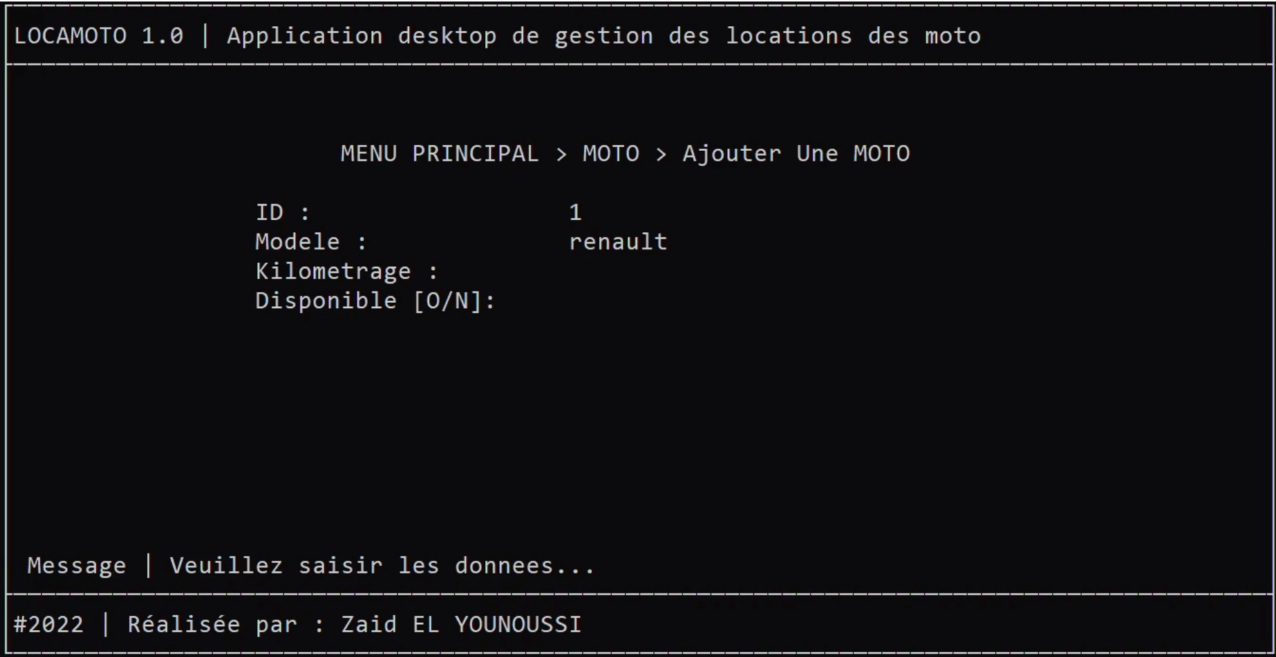 LOCAMOTO 1.0 | Application desktop de gestion des locations des moto
MENU PRINCIPAL > MOTO > Ajouter Une MOTO
ID : 1
Modele : renault
Kilometrage :
Disponible [O/N]:
Message | Veuillez saisir les donnees...
#2022 | Réalisée par : Zaid EL YOUNOUSSI